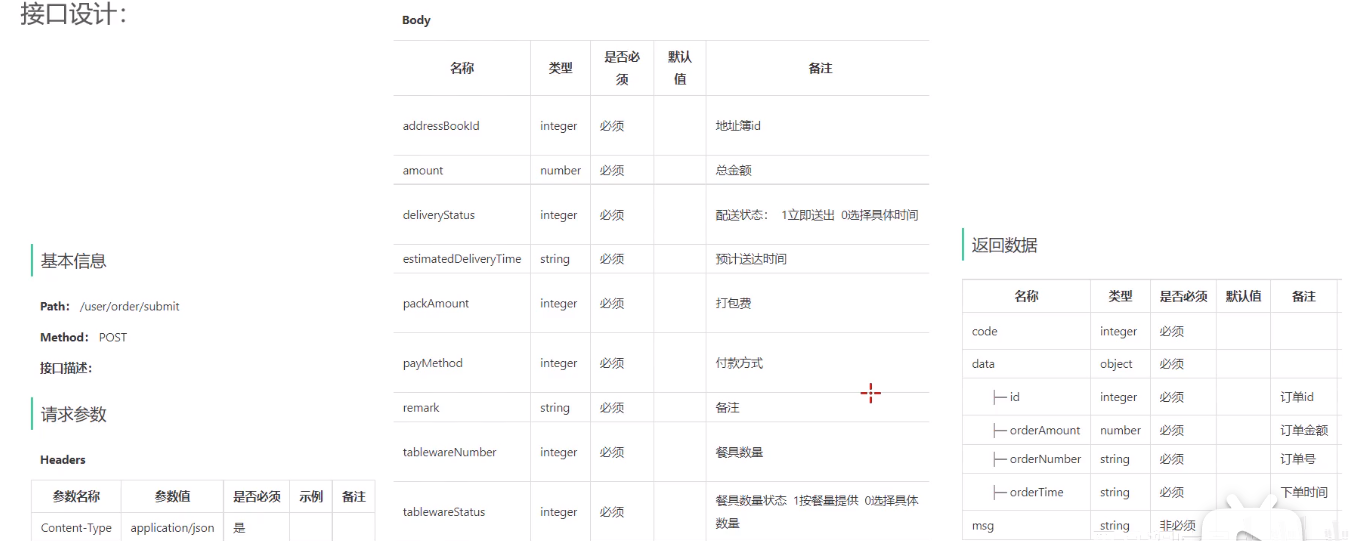 接口设计：
基本信息
Path： /user/order/submit
Method： POST
接口描述：
请求参数
Headers
参数名称 参数值 是否必须 示例 备注
Content-Type application/json 是
Body
名称 类型 是否必须 默认值 备注
addressBookId integer 必须 地址簿id
amount number 必须 总金额
deliveryStatus integer 必须 配送状态： 1立即送出 0选择具体时间
estimatedDeliveryTime string 必须 预计送达时间
packAmount integer 必须 打包费
payMethod integer 必须 付款方式
remark string 必须 备注
tablewareNumber integer 必须 餐具数量
tablewareStatus integer 必须 餐具数量状态 1按餐量提供 0选择具体
数量
返回数据
名称 类型 是否必须 默认值 备注
code integer 必须
data object 必须
├─ id integer 必须 订单id
├─ orderAmount number 必须 订单金额
├─ orderNumber string 必须 订单号
├─ orderTime string 必须 下单时间
msg string 非必须